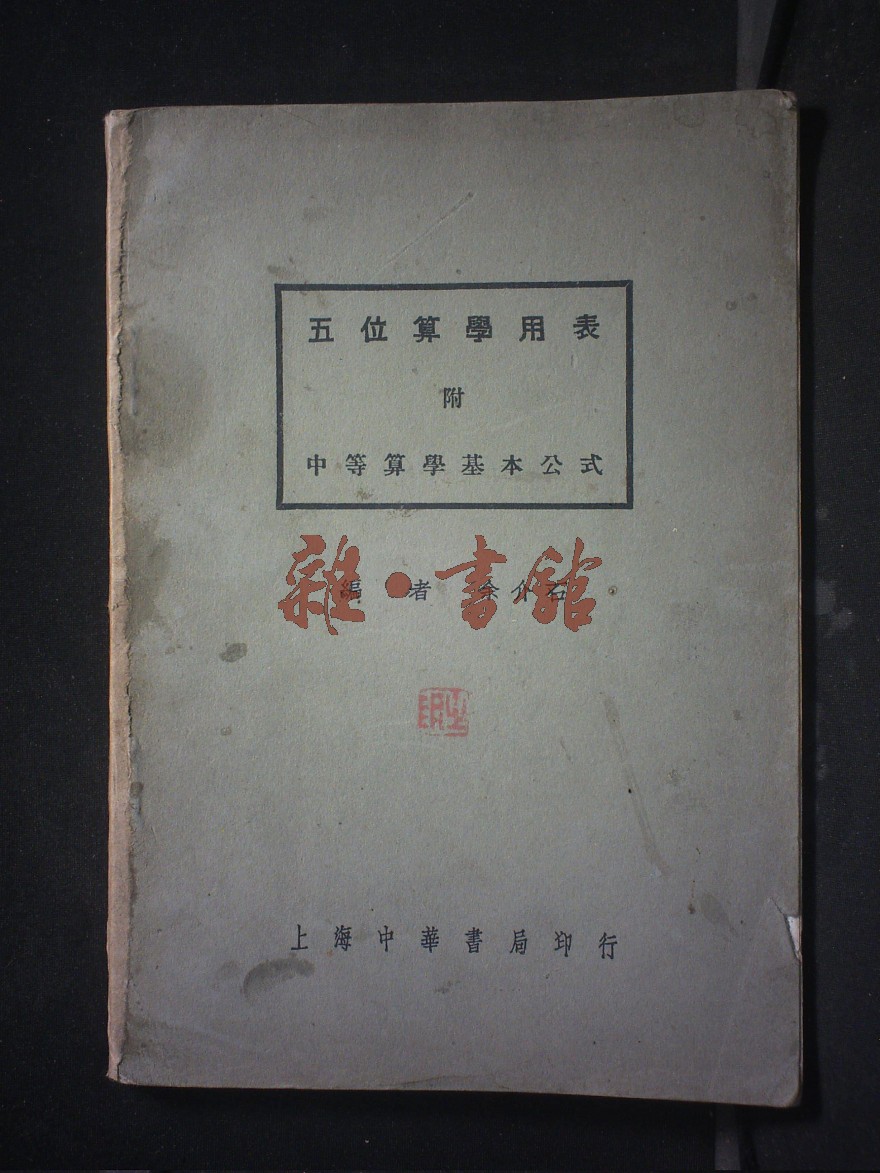 五位算學用表
附
中等算學基本公式
雜·書館
編者 余介石
上海中華書局印行